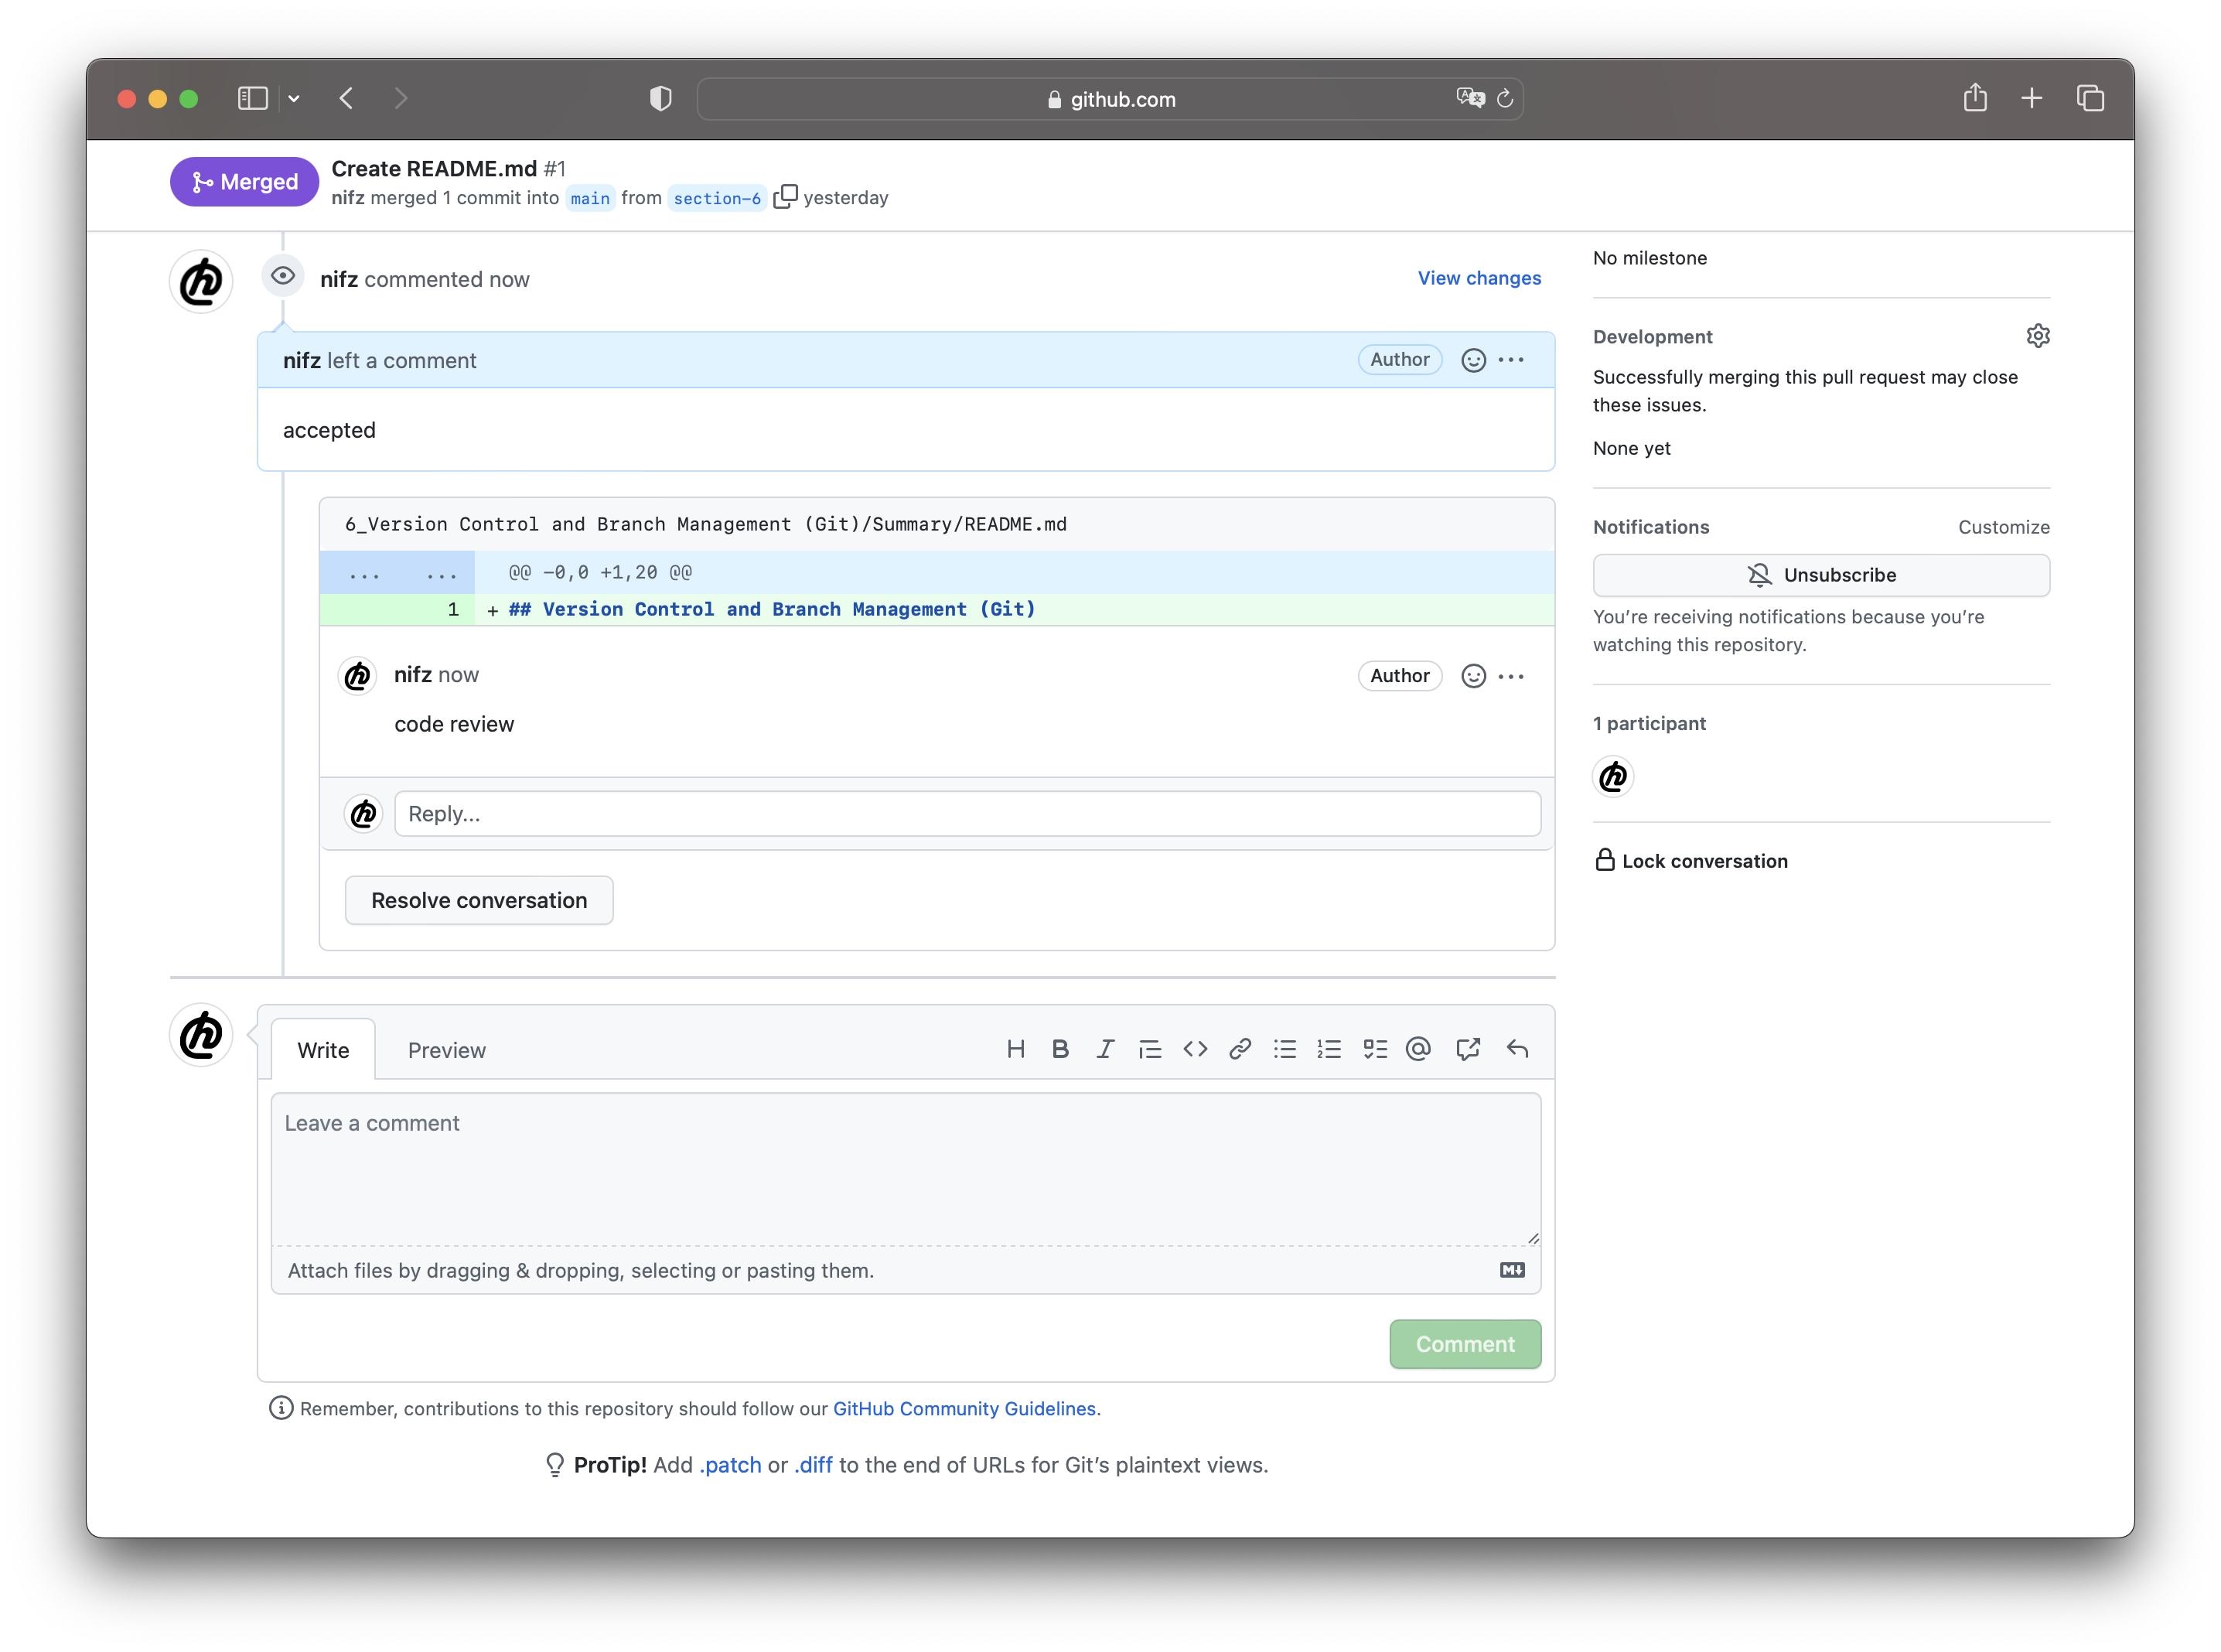 github.com
Merged
Create README.md #1
nifz merged 1 commit into main from section-6 yesterday
nifz commented now
View changes
nifz left a comment
Author
accepted
6_Version Control and Branch Management (Git)/Summary/README.md
... ... @@ -0,0 +1,20 @@
1 + ## Version Control and Branch Management (Git)
nifz now
Author
code review
Reply...
Resolve conversation
Write
Preview
Leave a comment
Attach files by dragging & dropping, selecting or pasting them.
Comment
Remember, contributions to this repository should follow our GitHub Community Guidelines.
ProTip! Add .patch or .diff to the end of URLs for Git’s plaintext views.
No milestone
Development
Successfully merging this pull request may close
these issues.
None yet
Notifications
Customize
Unsubscribe
You’re receiving notifications because you’re
watching this repository.
1 participant
Lock conversation